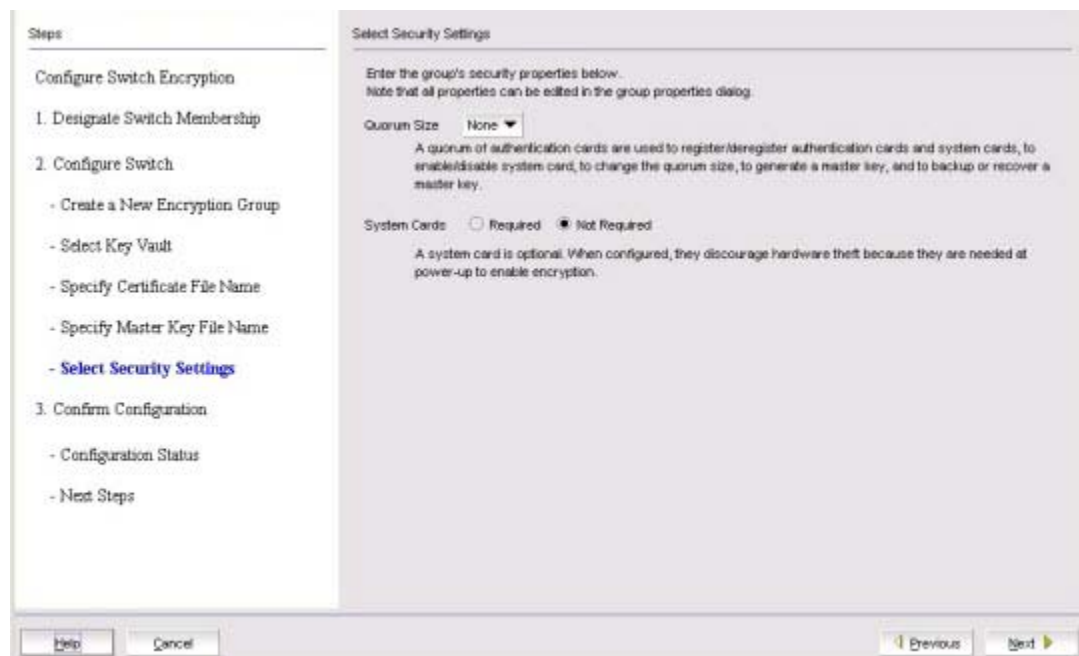 Steps
Configure Switch Encryption
1. Designate Switch Membership
2. Configure Switch
- Create a New Encryption Group
- Select Key Vault
- Specify Certificate File Name
- Specify Master Key File Name
- Select Security Settings
3. Confirm Configuration
- Configuration Status
- Next Steps
Select Security Settings
Enter the group's security properties below.
Note that all properties can be edited in the group properties dialog.
Quorum Size None
A quorum of authentication cards are used to register/deregister authentication cards and system cards, to
enable/disable system card, to change the quorum size, to generate a master key, and to backup or recover a
master key.
System Cards Required Not Required
A system card is optional. When configured, they discourage hardware theft because they are needed at
power-up to enable encryption.
Help Cancel Previous Next